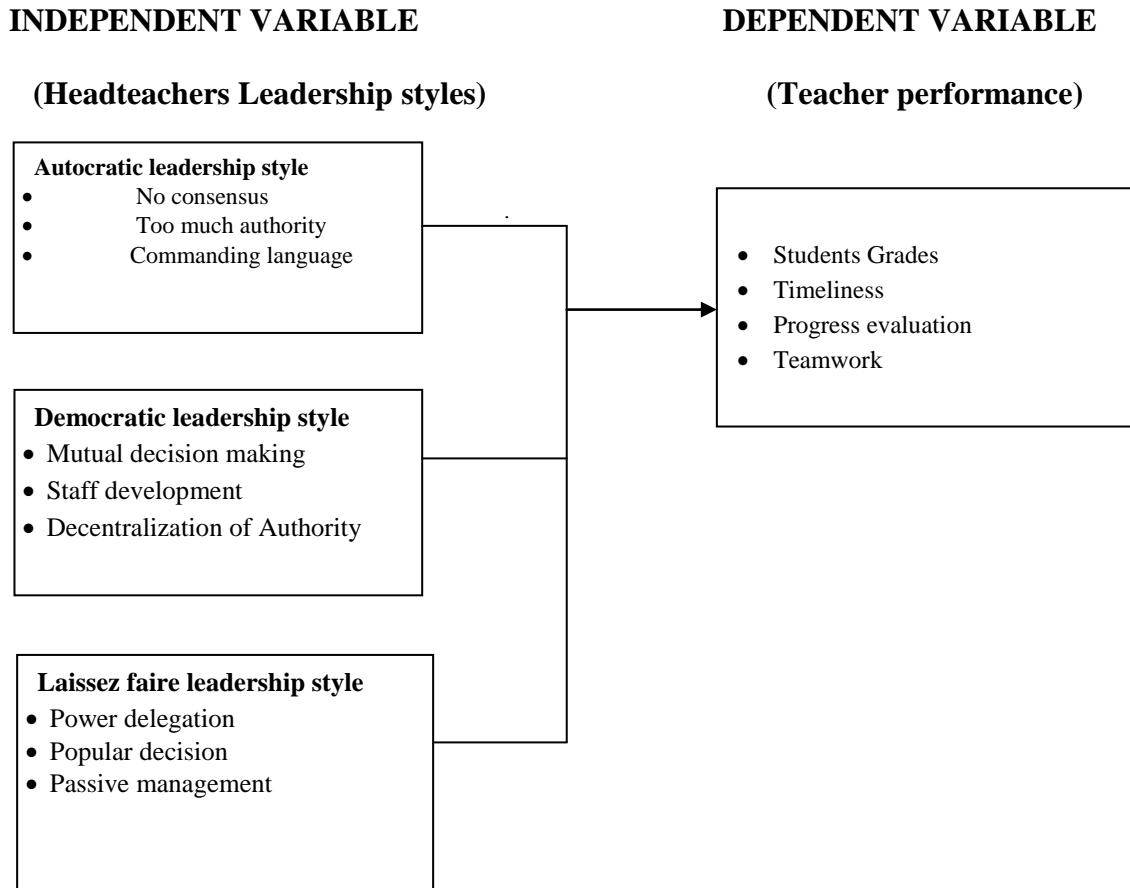 INDEPENDENT VARIABLE
(Headteachers Leadership styles)
Autocratic leadership style
• No consensus
• Too much authority
• Commanding language
Democratic leadership style
• Mutual decision making
• Staff development
• Decentralization of Authority
Laissez faire leadership style
• Power delegation
• Popular decision
• Passive management
DEPENDENT VARIABLE
(Teacher performance)
• Students Grades
• Timeliness
• Progress evaluation
• Teamwork